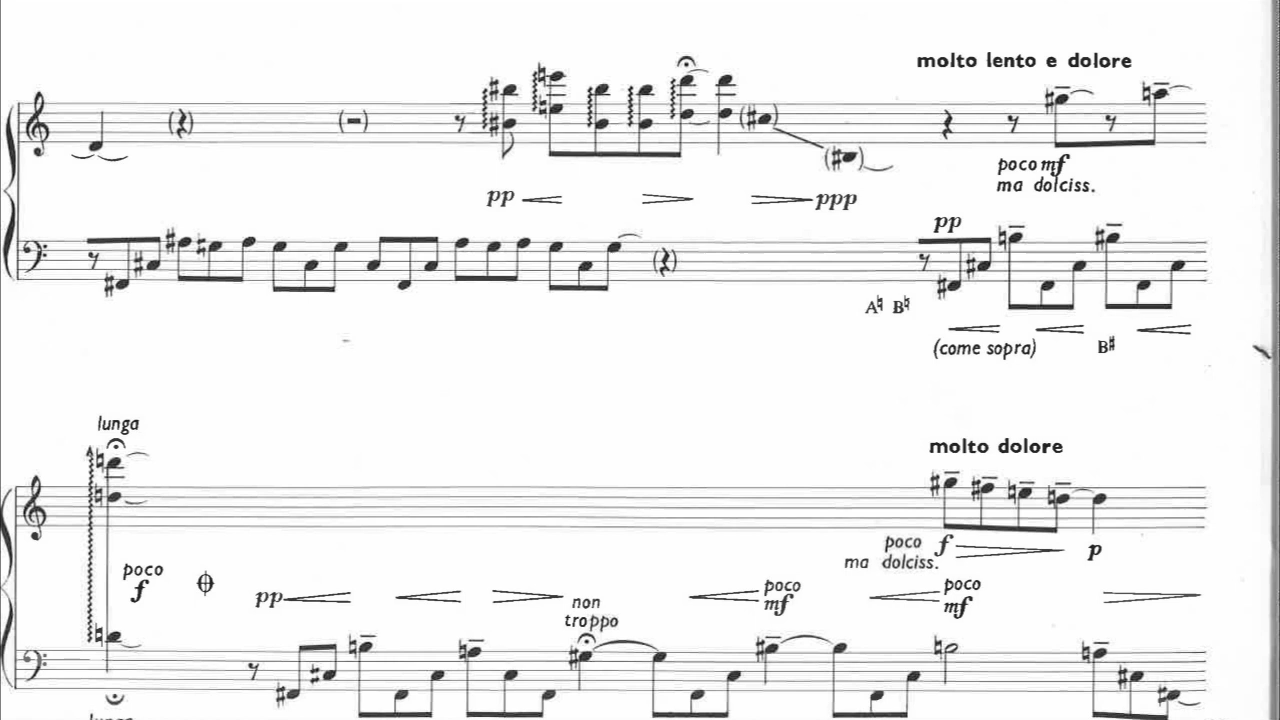 molto lento e dolore
poco mf
ma dolciss.
pp
ppp
pp
A♮ B♮
(come sopra)
B♯
lunga
molto dolore
poco f
ma dolciss.
p
poco
f
pp
non
troppo
poco
mf
poco
mf